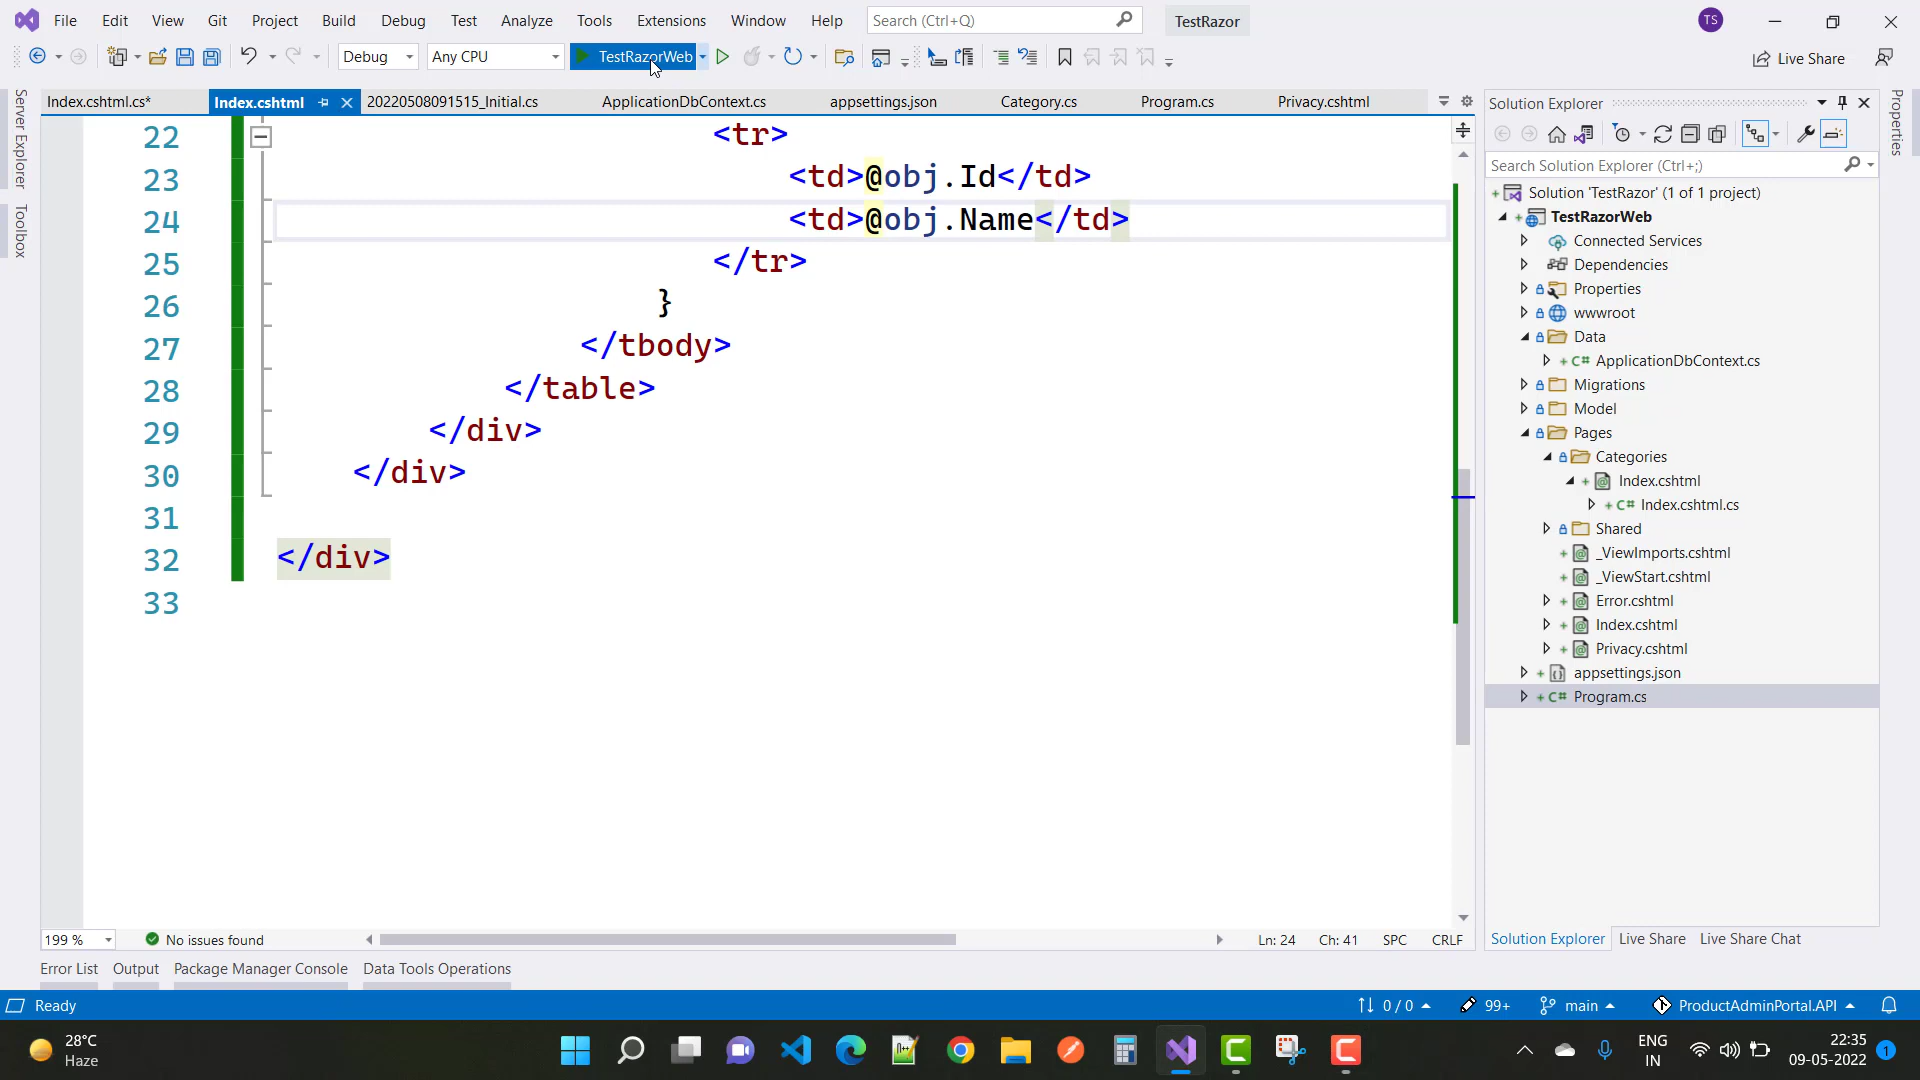 File Edit View Git Project Build Debug Test Analyze Tools Extensions Window Help Search (Ctrl+Q) TestRazor TS
Debug Any CPU TestRazorWeb Live Share
Index.cshtml.cs* Index.cshtml 20220508091515_Initial.cs ApplicationDbContext.cs appsettings.json Category.cs Program.cs Privacy.cshtml
Server Explorer
Toolbox
22 <tr>
23 <td>@obj.Id</td>
24 <td>@obj.Name</td>
25 </tr>
26 }
27 </tbody>
28 </table>
29 </div>
30 </div>
31
32 </div>
33
199 % No issues found Ln: 24 Ch: 41 SPC CRLF
Solution Explorer
Search Solution Explorer (Ctrl+;)
Solution 'TestRazor' (1 of 1 project)
TestRazorWeb
Connected Services
Dependencies
Properties
wwwroot
Data
C# ApplicationDbContext.cs
Migrations
Model
Pages
Categories
Index.cshtml
C# Index.cshtml.cs
Shared
_ViewImports.cshtml
_ViewStart.cshtml
Error.cshtml
Index.cshtml
Privacy.cshtml
appsettings.json
C# Program.cs
Solution Explorer Live Share Live Share Chat
Properties
Error List Output Package Manager Console Data Tools Operations
Ready 0 / 0 99+ main ProductAdminPortal.API
28°C
Haze
ENG
IN
22:35
09-05-2022
1